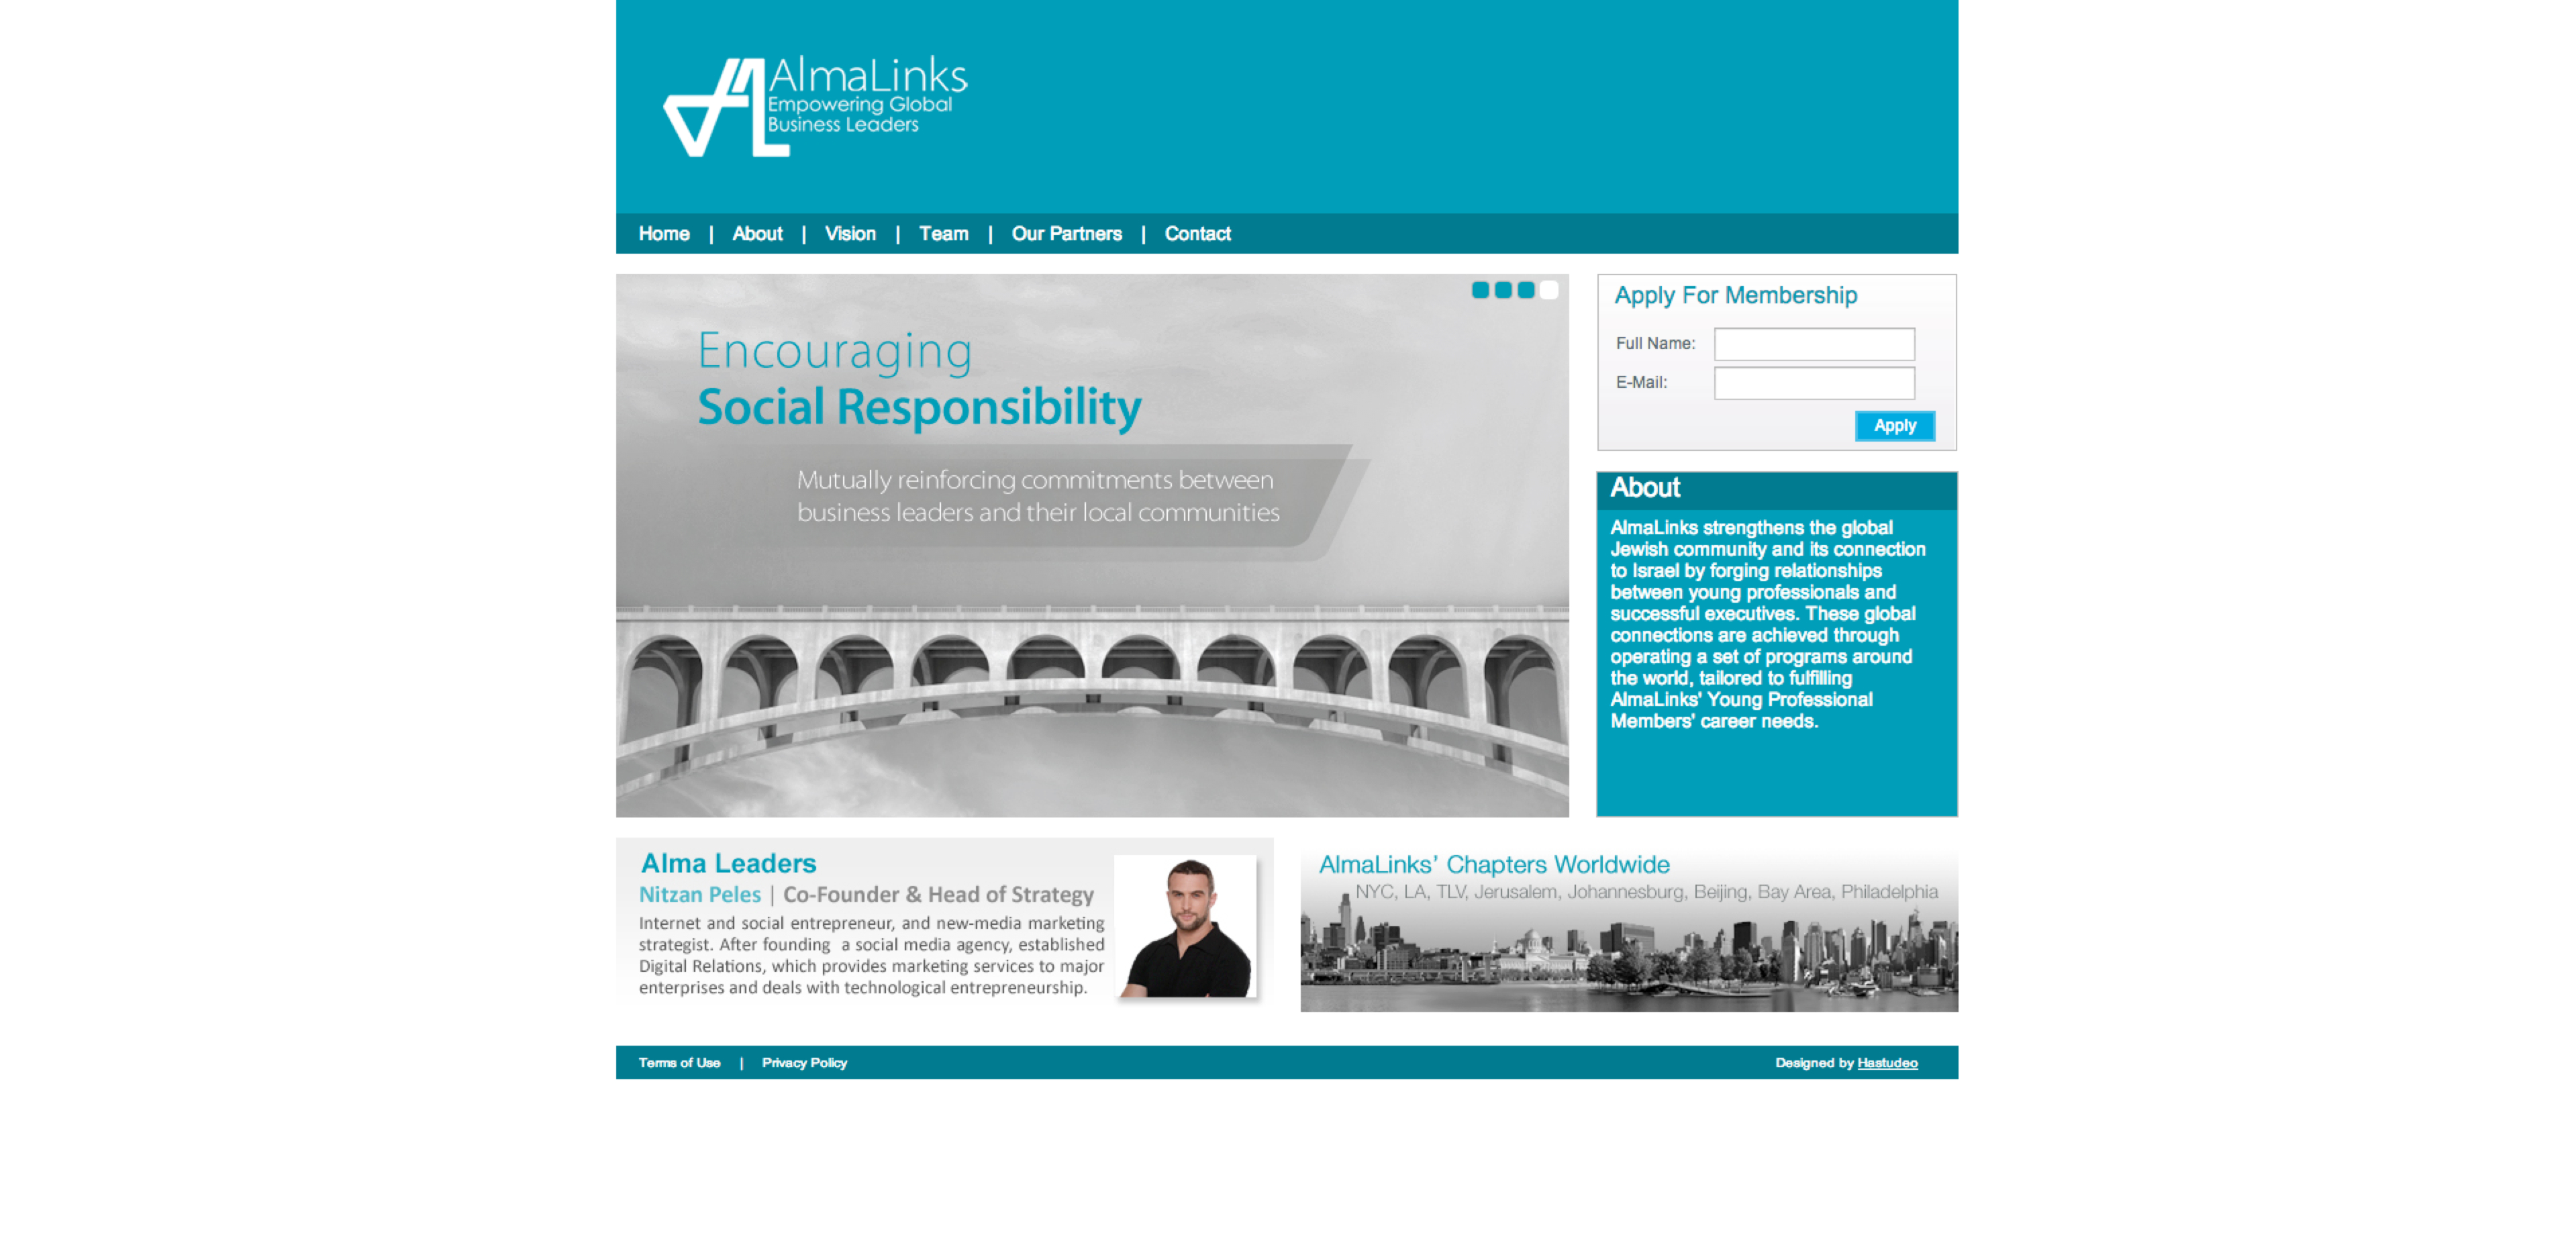 AlmaLinks
Empowering Global
Business Leaders
Home | About | Vision | Team | Our Partners | Contact
Encouraging
Social Responsibility
Mutually reinforcing commitments between
business leaders and their local communities
Apply For Membership
Full Name:
E-Mail:
Apply
About
AlmaLinks strengthens the global
Jewish community and its connection
to Israel by forging relationships
between young professionals and
successful executives. These global
connections are achieved through
operating a set of programs around
the world, tailored to fulfilling
AlmaLinks' Young Professional
Members' career needs.
Alma Leaders
Nitzan Peles | Co-Founder & Head of Strategy
Internet and social entrepreneur, and new-media marketing
strategist. After founding a social media agency, established
Digital Relations, which provides marketing services to major
enterprises and deals with technological entrepreneurship.
AlmaLinks' Chapters Worldwide
NYC, LA, TLV, Jerusalem, Johannesburg, Beijing, Bay Area, Philadelphia
Terms of Use | Privacy Policy
Designed by Hastudeo